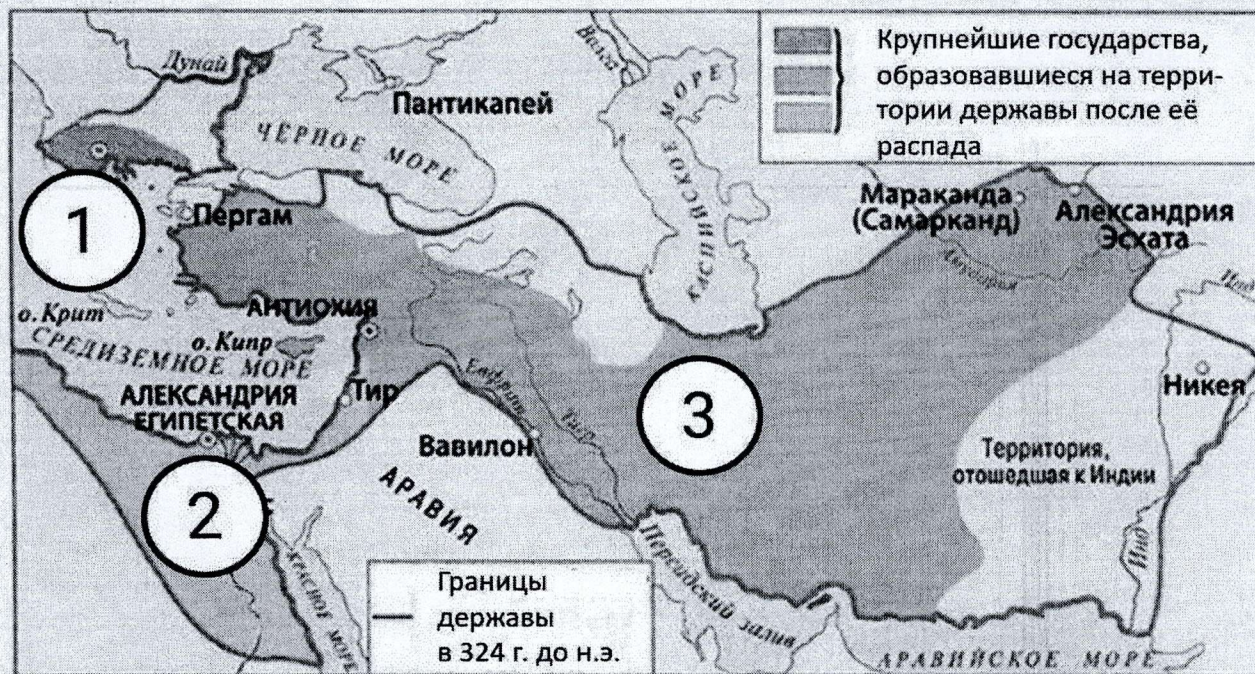 Крупнейшие государства,
образовавшиеся на терри-
тории державы после её
распада
Дунай
Волга
Пантикапей
ЧЁРНОЕ МОРЕ
КАСПИЙСКОЕ МОРЕ
Мараканда
(Самарканд)
Александрия
Эсхата
Амударья
Инд
1
Пергам
АНТИОХИЯ
о. Крит
о. Кипр
СРЕДИЗЕМНОЕ МОРЕ
АЛЕКСАНДРИЯ
ЕГИПЕТСКАЯ
Тир
Евфрат
Тигр
3
Никея
Вавилон
Территория,
отошедшая к Индии
2
АРАВИЯ
Инд
КРАСНОЕ МОРЕ
Персидский залив
АРАВИЙСКОЕ МОРЕ
Границы
державы
в 324 г. до н.э.